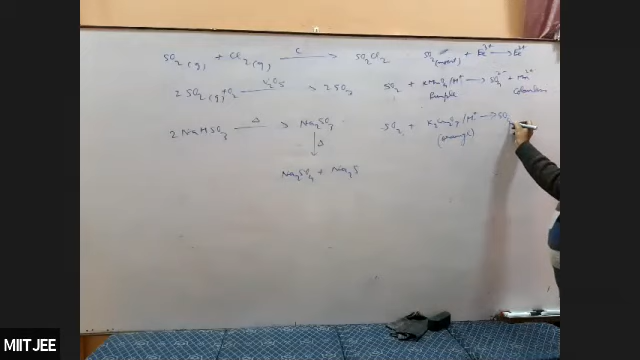 SO2(g) + Cl2(g) —C—> SO2Cl2
2SO2(g) + O2 —V2O5—> 2SO3
2NaHSO3 —Δ—> Na2SO3
↓Δ
Na2SO4 + Na2S
SO2 + Fe3+ → Fe2+
SO2 + KMnO4/H+ → SO4 2- + Mn2+
Purple
SO2 + K2Cr2O7/H+ → SO
(orange)
MIIT JEE